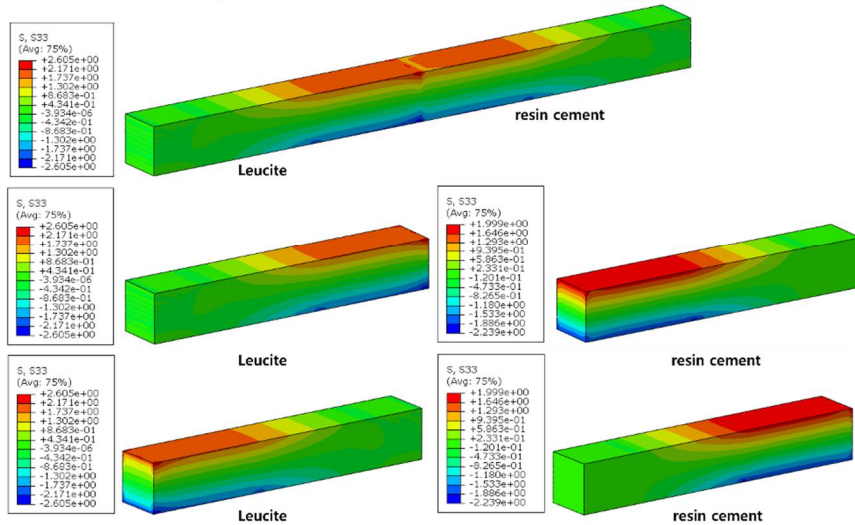 S, S33
(Avg: 75%)
+2.605e+00
+2.171e+00
+1.737e+00
+1.302e+00
+8.683e-01
+4.341e-01
-3.934e-06
-4.342e-01
-8.683e-01
-1.302e+00
-1.737e+00
-2.171e+00
-2.605e+00
resin cement
Leucite
S, S33
(Avg: 75%)
+2.605e+00
+2.171e+00
+1.737e+00
+1.302e+00
+8.683e-01
+4.341e-01
-3.934e-06
-4.342e-01
-8.683e-01
-1.302e+00
-1.737e+00
-2.171e+00
-2.605e+00
Leucite
S, S33
(Avg: 75%)
+1.999e+00
+1.646e+00
+1.293e+00
+9.395e-01
+5.863e-01
+2.331e-01
-1.201e-01
-4.733e-01
-8.265e-01
-1.180e+00
-1.533e+00
-1.886e+00
-2.239e+00
resin cement
S, S33
(Avg: 75%)
+2.605e+00
+2.171e+00
+1.737e+00
+1.302e+00
+8.683e-01
+4.341e-01
-3.934e-06
-4.342e-01
-8.683e-01
-1.302e+00
-1.737e+00
-2.171e+00
-2.605e+00
Leucite
S, S33
(Avg: 75%)
+1.999e+00
+1.646e+00
+1.293e+00
+9.395e-01
+5.863e-01
+2.331e-01
-1.201e-01
-4.733e-01
-8.265e-01
-1.180e+00
-1.533e+00
-1.886e+00
-2.239e+00
resin cement